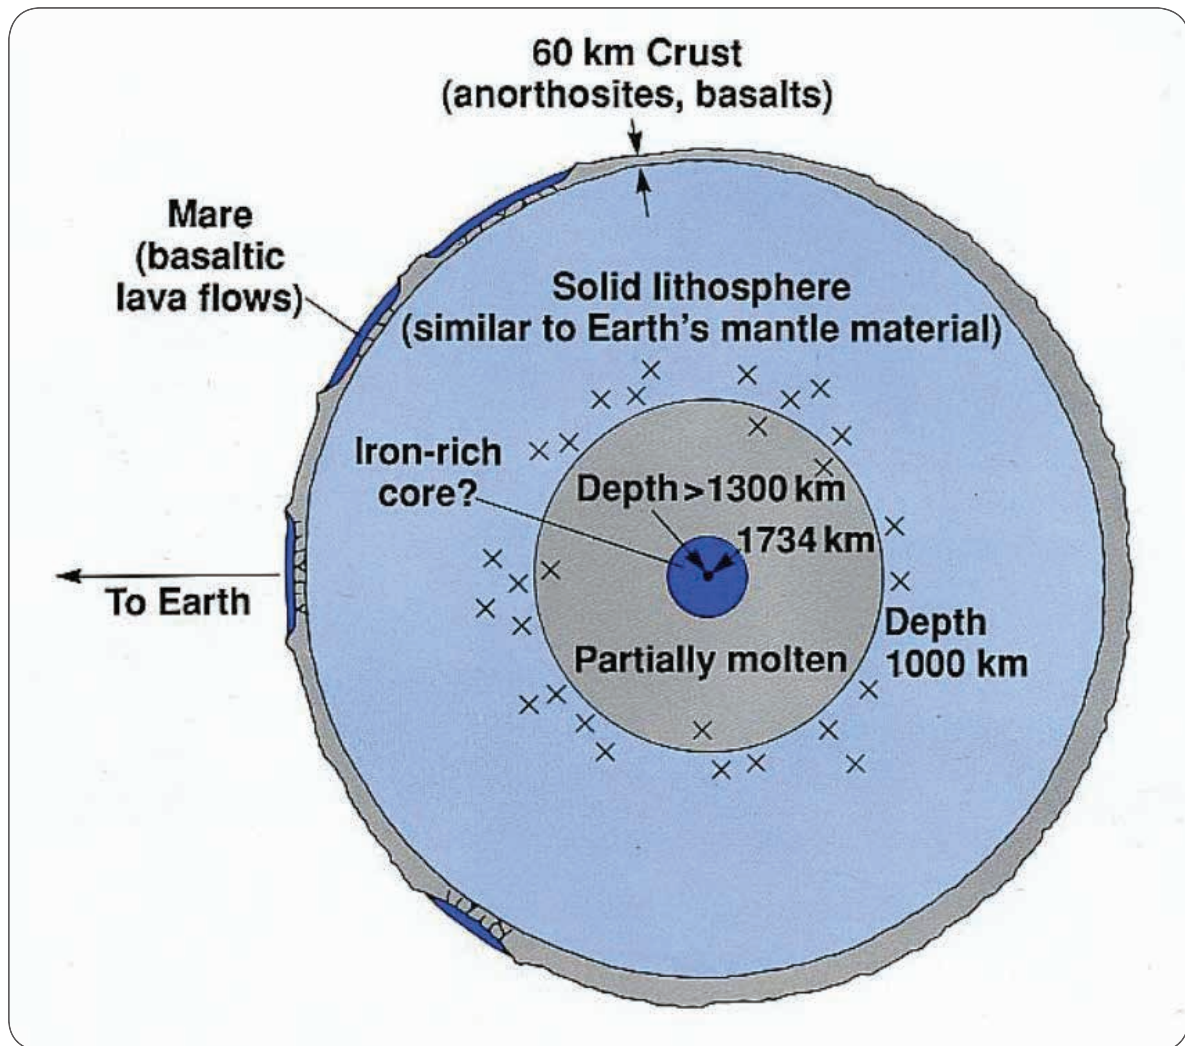 60 km Crust
(anorthosites, basalts)
Mare
(basaltic
lava flows)
Solid lithosphere
(similar to Earth's mantle material)
Iron-rich
core?
Depth>1300 km
1734 km
To Earth
Depth
1000 km
Partially molten